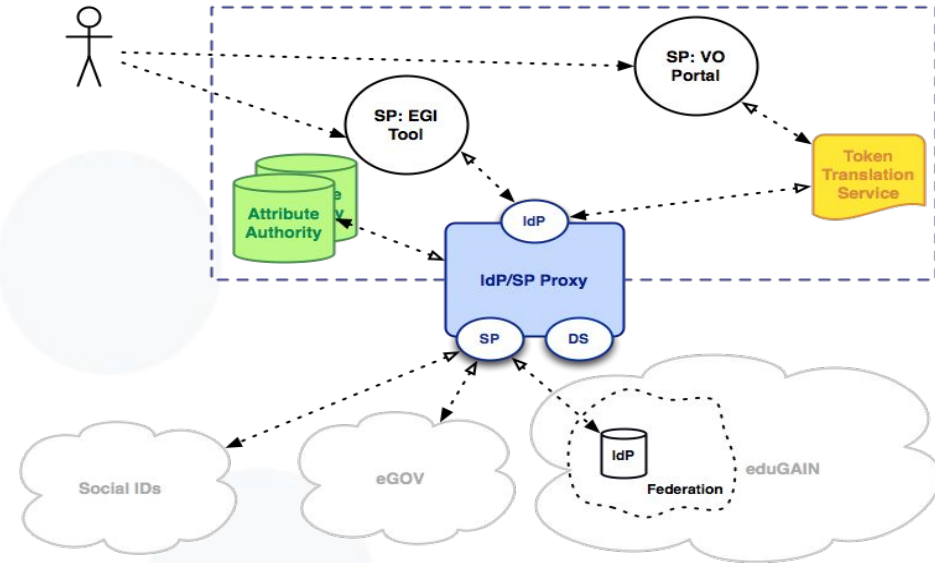 SP: VO
Portal
SP: EGI
Tool
Token
Translation
Service
e
y
Attribute
Authority
IdP
IdP/SP Proxy
SP
DS
Social IDs
eGOV
IdP
eduGAIN
Federation